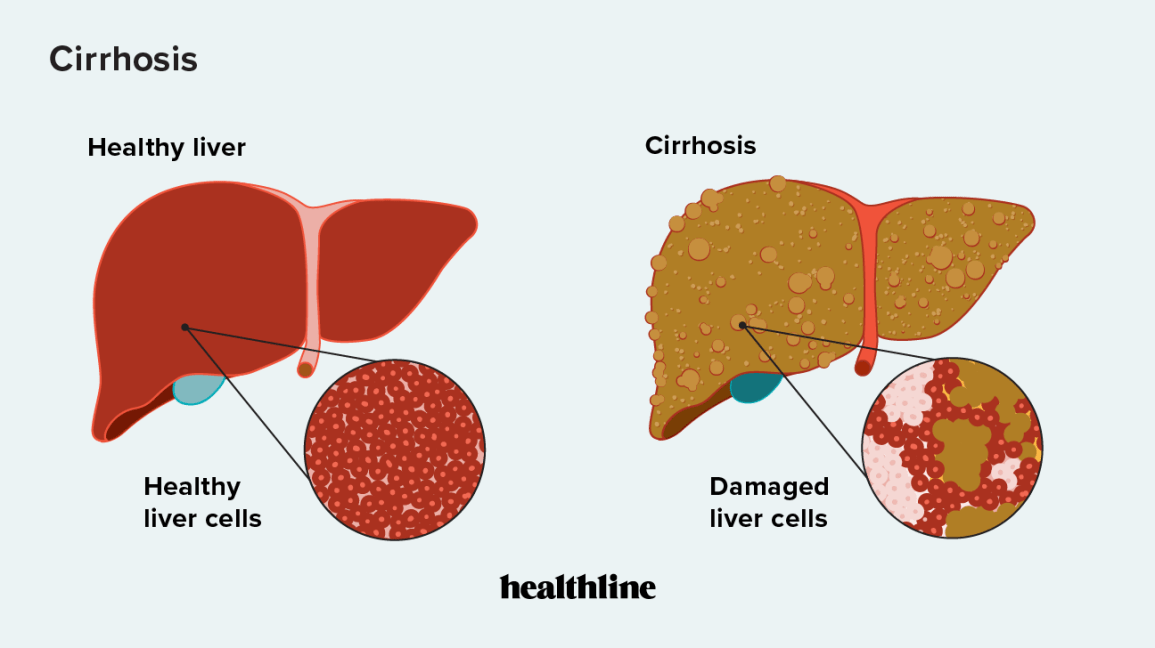 Cirrhosis
Healthy liver
Cirrhosis
Healthy
liver cells
Damaged
liver cells
healthline